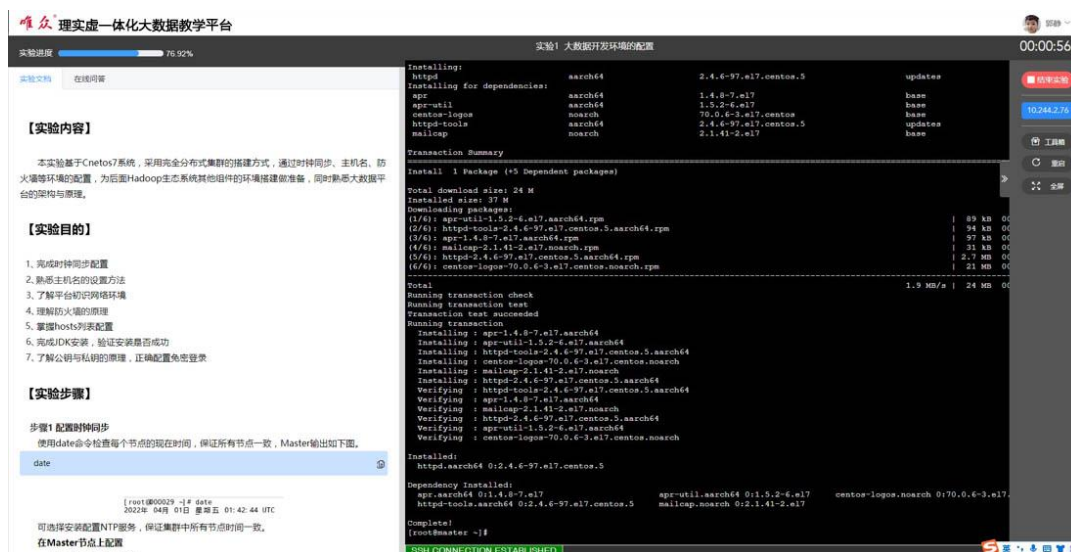 唯众 理实虚一体化大数据教学平台
实验进度 76.92%
实验1 大数据开发环境的配置
00:00:56
实验文档 在线问答
【实验内容】
本实验基于Cnetos7系统，采用完全分布式集群的搭建方式，通过时钟同步、主机名、防
火墙等环境的配置，为后面Hadoop生态系统其他组件的环境搭建做准备，同时熟悉大数据平
台的架构与原理。
【实验目的】
1、完成时钟同步配置
2、熟悉主机名的设置方法
3、了解平台初识网络环境
4、理解防火墙的原理
5、掌握hosts列表配置
6、完成JDK安装，验证安装是否成功
7、了解公钥与私钥的原理，正确配置免密登录
【实验步骤】
步骤1 配置时钟同步
使用date命令检查每个节点的现在时间，保证所有节点一致，Master输出如下图。
date
[root@000029 ~]# date
2022年 04月 01日 星期五 01:42:44 UTC
可选择安装配置NTP服务，保证集群中所有节点时间一致。
在Master节点上配置
Installing:
httpd aarch64 2.4.6-97.el7.centos.5 updates
Installing for dependencies:
apr aarch64 1.4.8-7.el7 base
apr-util aarch64 1.5.2-6.el7 base
centos-logos noarch 70.0.6-3.el7.centos base
httpd-tools aarch64 2.4.6-97.el7.centos.5 updates
mailcap noarch 2.1.41-2.el7 base
Transaction Summary
Install 1 Package (+5 Dependent packages)
Total download size: 24 M
Installed size: 37 M
Downloading packages:
(1/6): apr-util-1.5.2-6.el7.aarch64.rpm | 89 kB 00
(2/6): httpd-tools-2.4.6-97.el7.centos.5.aarch64.rpm | 94 kB 00
(3/6): apr-1.4.8-7.el7.aarch64.rpm | 97 kB 00
(4/6): mailcap-2.1.41-2.el7.noarch.rpm | 31 kB 00
(5/6): httpd-2.4.6-97.el7.centos.5.aarch64.rpm | 2.7 MB 00
(6/6): centos-logos-70.0.6-3.el7.centos.noarch.rpm | 21 MB 00
Total 1.9 MB/s | 24 MB 00
Running transaction check
Running transaction test
Transaction test succeeded
Running transaction
Installing : apr-1.4.8-7.el7.aarch64
Installing : apr-util-1.5.2-6.el7.aarch64
Installing : httpd-tools-2.4.6-97.el7.centos.5.aarch64
Installing : centos-logos-70.0.6-3.el7.centos.noarch
Installing : mailcap-2.1.41-2.el7.noarch
Installing : httpd-2.4.6-97.el7.centos.5.aarch64
Verifying : httpd-tools-2.4.6-97.el7.centos.5.aarch64
Verifying : apr-1.4.8-7.el7.aarch64
Verifying : mailcap-2.1.41-2.el7.noarch
Verifying : httpd-2.4.6-97.el7.centos.5.aarch64
Verifying : apr-util-1.5.2-6.el7.aarch64
Verifying : centos-logos-70.0.6-3.el7.centos.noarch
Installed:
httpd.aarch64 0:2.4.6-97.el7.centos.5
Dependency Installed:
apr.aarch64 0:1.4.8-7.el7 apr-util.aarch64 0:1.5.2-6.el7 centos-logos.noarch 0:70.0.6-3.el7.
httpd-tools.aarch64 0:2.4.6-97.el7.centos.5 mailcap.noarch 0:2.1.41-2.el7
Complete!
[root@master ~]#
SSH CONNECTION ESTABLISHED
结束实验
10.244.2.76
工具箱
重启
全屏
英